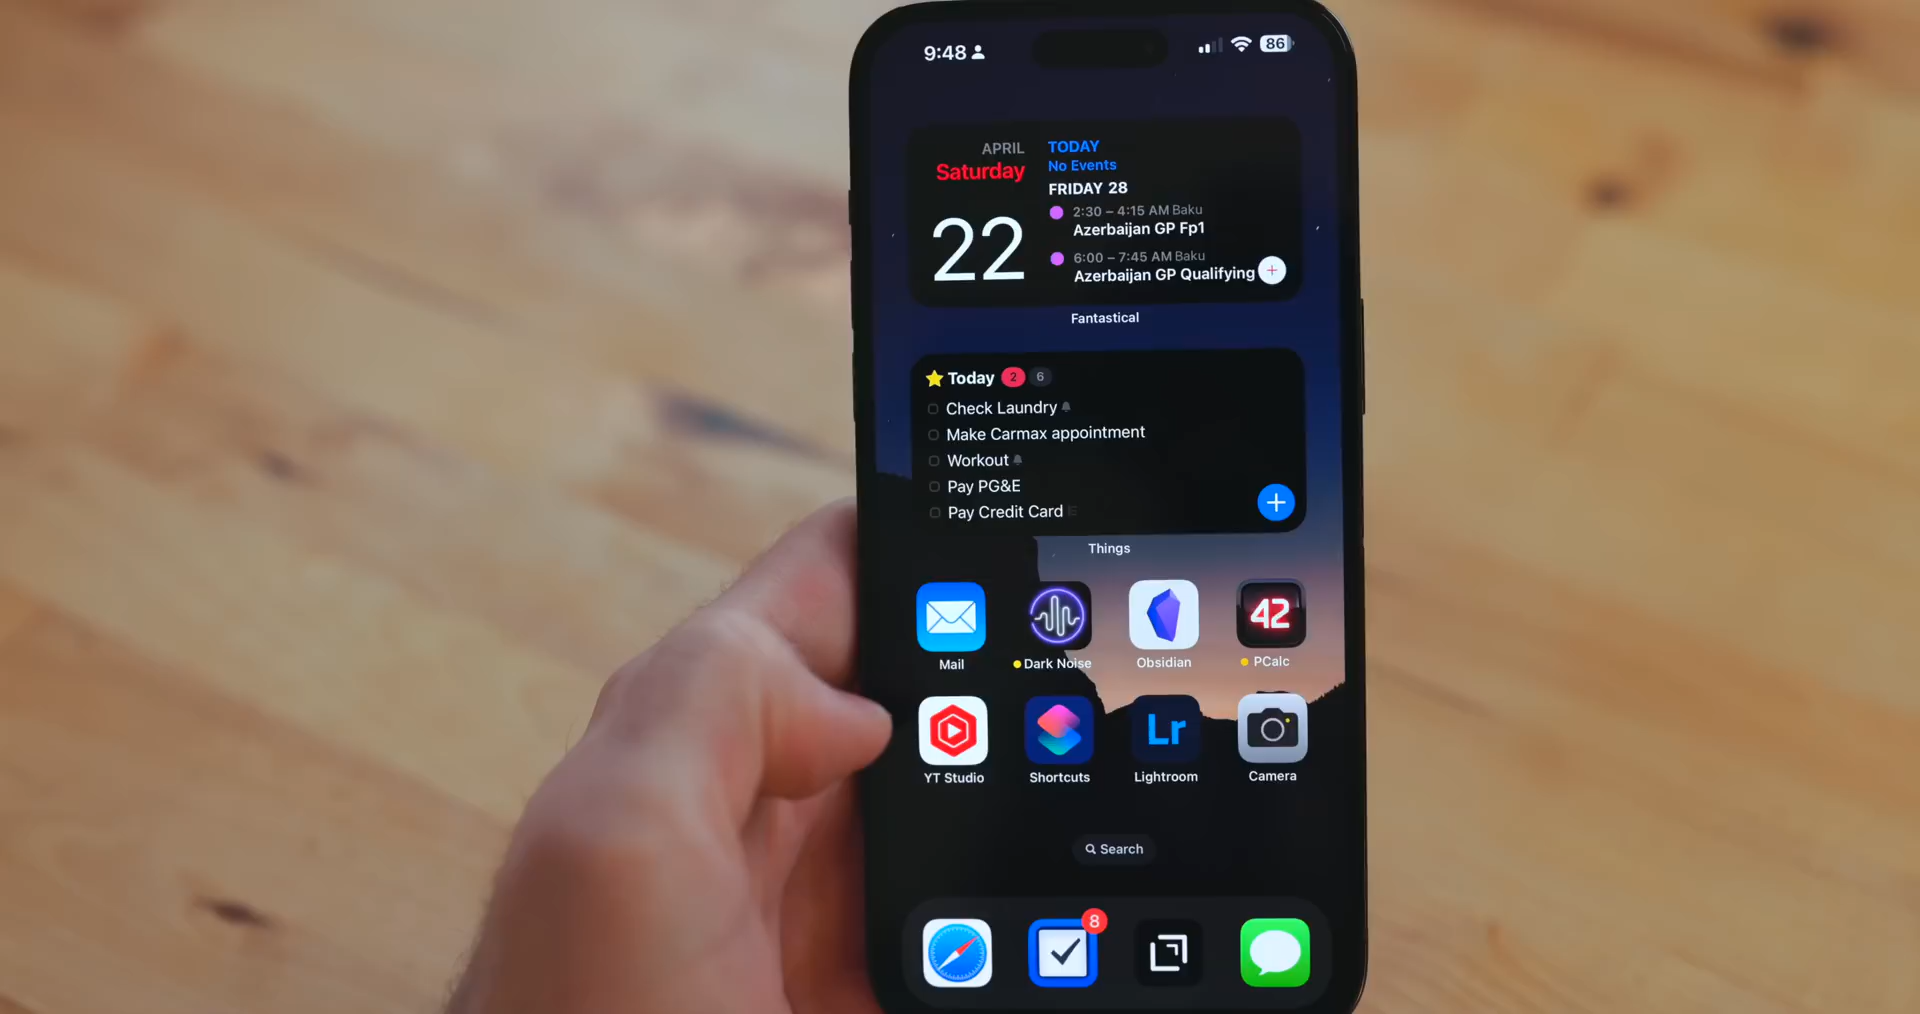 9:48
86
APRIL
Saturday
22
TODAY
No Events
FRIDAY 28
2:30 – 4:15 AM Baku
Azerbaijan GP Fp1
6:00 – 7:45 AM Baku
Azerbaijan GP Qualifying
Fantastical
Today 2 6
Check Laundry
Make Carmax appointment
Workout
Pay PG&E
Pay Credit Card
Things
42
Mail
Dark Noise
Obsidian
PCalc
Lr
YT Studio
Shortcuts
Lightroom
Camera
Search
8